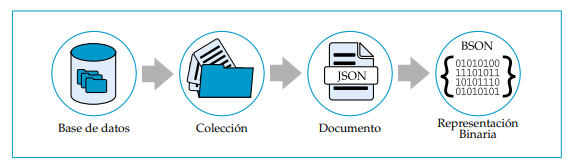 BSON
01010100
11101011
10101110
01010101
JSON
Base de datos
Colección
Documento
Representación
Binaria